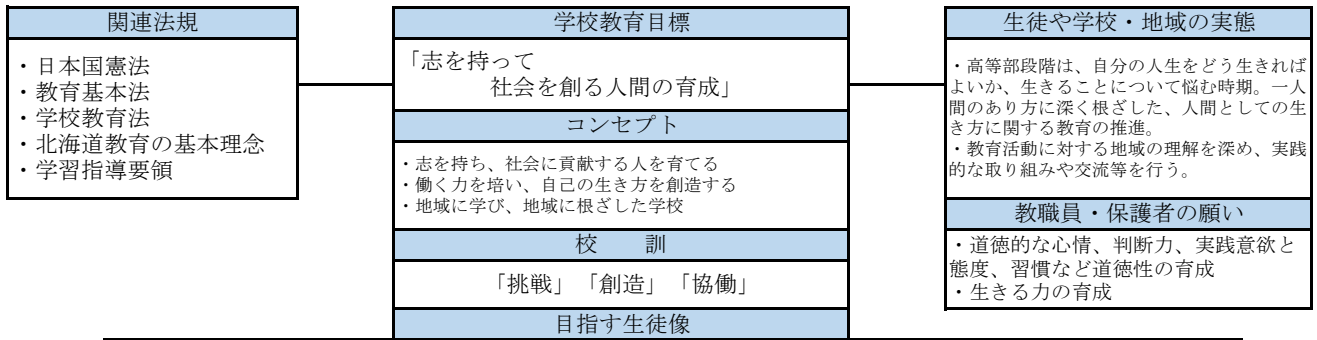 関連法規
・日本国憲法
・教育基本法
・学校教育法
・北海道教育の基本理念
・学習指導要領
学校教育目標
「志を持って
社会を創る人間の育成」
コンセプト
・志を持ち、社会に貢献する人を育てる
・働く力を培い、自己の生き方を創造する
・地域に学び、地域に根ざした学校
校　訓
「挑戦」「創造」「協働」
目指す生徒像
生徒や学校・地域の実態
・高等部段階は、自分の人生をどう生きれば
よいか、生きることについて悩む時期。一人
間のあり方に深く根ざした、人間としての生
き方に関する教育の推進。
・教育活動に対する地域の理解を深め、実践
的な取り組みや交流等を行う。
教職員・保護者の願い
・道徳的な心情、判断力、実践意欲と
態度、習慣など道徳性の育成
・生きる力の育成